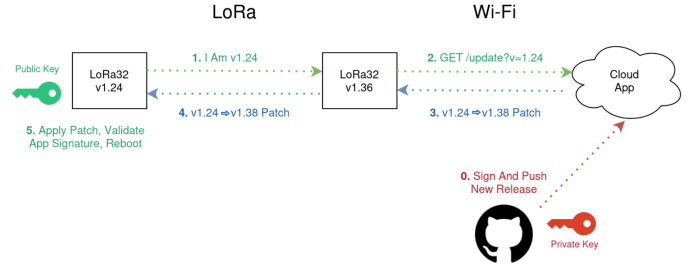 LoRa
Wi-Fi
Public Key
LoRa32
v1.24
1. I Am v1.24
LoRa32
v1.36
2. GET /update?v=1.24
Cloud
App
4. v1.24 ⇨ v1.38 Patch
3. v1.24 ⇨ v1.38 Patch
5. Apply Patch, Validate
App Signature, Reboot
0. Sign And Push
New Release
Private Key